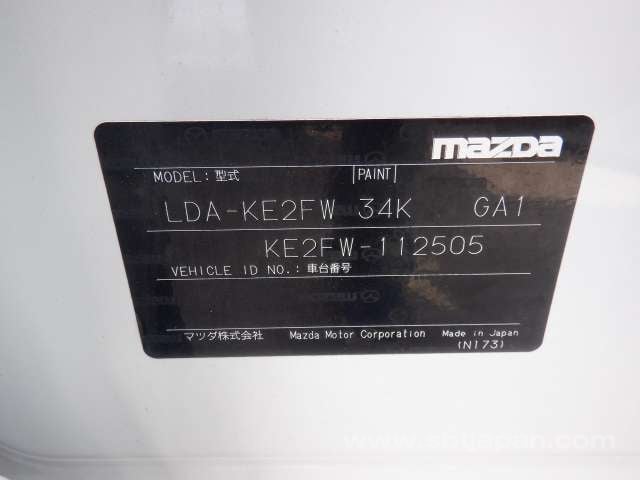 mazda
MODEL: 型式 PAINT
LDA-KE2FW 34K GA1
KE2FW-112505
VEHICLE ID NO.: 車台番号
マツダ株式会社 Mazda Motor Corporation Made in Japan
(N173)
www.sbtjapan.com